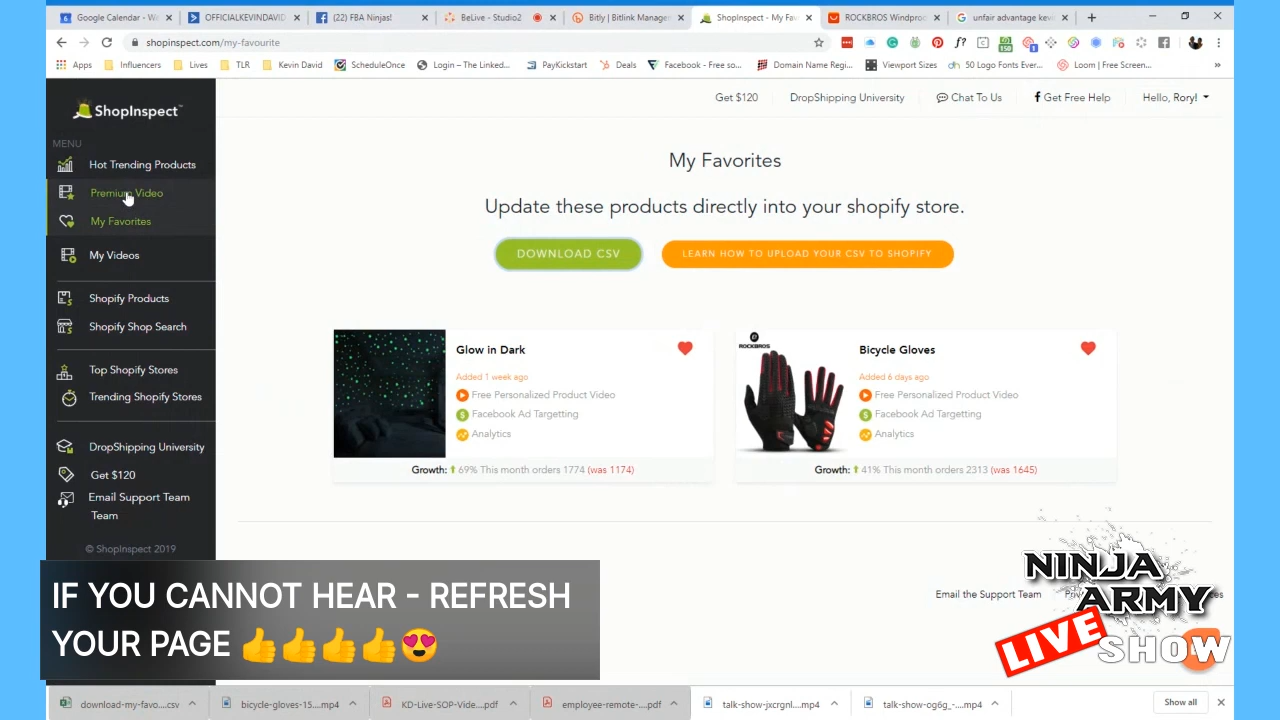 Google Calendar - W
OFFICIALKEVINDAVID
(22) FBA Ninjas!
BeLive - Studio2
Bitly | Bitlink Manage
ShopInspect - My Fav
ROCKBROS Windpro
unfair advantage kev
shopinspect.com/my-favourite
Apps
Influencers
Lives
TLR
Kevin David
ScheduleOnce
Login – The Linked...
PayKickstart
Deals
Facebook - Free so...
Domain Name Regi...
Viewport Sizes
50 Logo Fonts Ever...
Loom | Free Screen...
»
ShopInspect™
Get $120
DropShipping University
Chat To Us
Get Free Help
Hello, Rory!
MENU
Hot Trending Products
Premium Video
My Favorites
My Videos
Shopify Products
Shopify Shop Search
Top Shopify Stores
Trending Shopify Stores
DropShipping University
Get $120
Email Support Team
Team
© ShopInspect 2019
My Favorites
Update these products directly into your shopify store.
DOWNLOAD CSV
LEARN HOW TO UPLOAD YOUR CSV TO SHOPIFY
Glow in Dark
Added 1 week ago
Free Personalized Product Video
Facebook Ad Targetting
Analytics
Growth: 69% This month orders 1774 (was 1174)
ROCKBROS
Bicycle Gloves
Added 6 days ago
Free Personalized Product Video
Facebook Ad Targetting
Analytics
Growth: 41% This month orders 2313 (was 1645)
Email the Support Team
NINJA
ARMY
LIVE
SHOW
IF YOU CANNOT HEAR - REFRESH
YOUR PAGE 👍👍👍👍😍
download-my-favo....csv
bicycle-gloves-15....mp4
KD-Live-SOP-Vide....pdf
employee-remote-....pdf
talk-show-jxcrgnl....mp4
talk-show-og6g_-....mp4
Show all